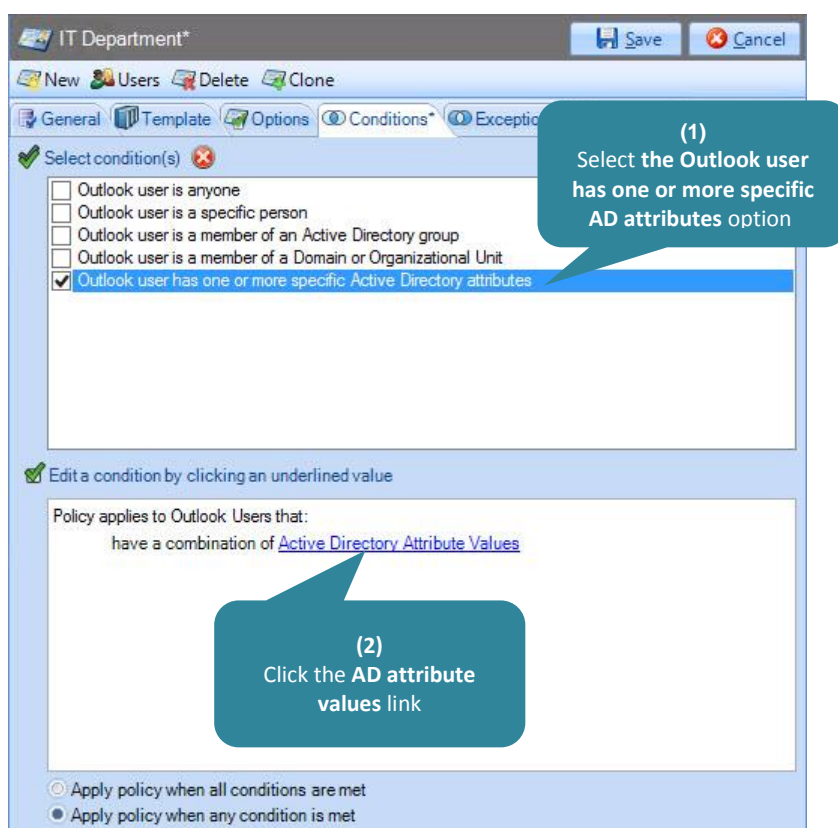 IT Department*
Save
Cancel
New Users Delete Clone
General Template Options Conditions* Exceptio
Select condition(s)
(1)
Select the Outlook user
has one or more specific
AD attributes option
Outlook user is anyone
Outlook user is a specific person
Outlook user is a member of an Active Directory group
Outlook user is a member of a Domain or Organizational Unit
Outlook user has one or more specific Active Directory attributes
Edit a condition by clicking an underlined value
Policy applies to Outlook Users that:
have a combination of Active Directory Attribute Values
(2)
Click the AD attribute
values link
Apply policy when all conditions are met
Apply policy when any condition is met